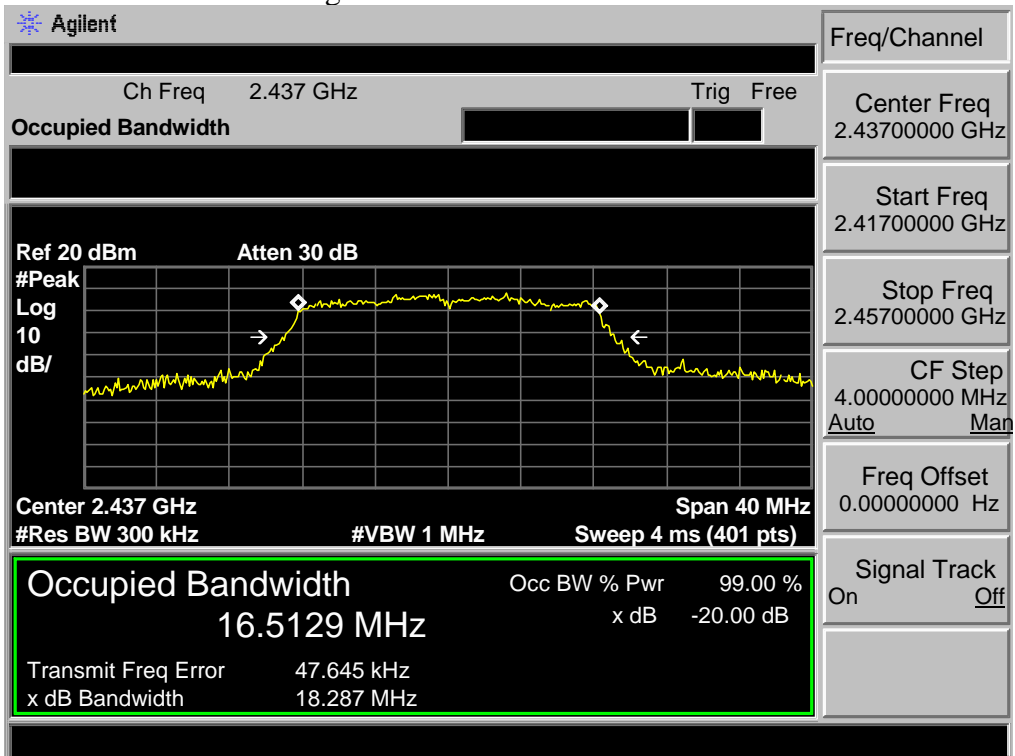 Agilent
Freq/Channel
Ch Freq 2.437 GHz Trig Free
Occupied Bandwidth
Center Freq
2.43700000 GHz
Start Freq
2.41700000 GHz
Stop Freq
2.45700000 GHz
CF Step
4.00000000 MHz
Auto Man
Freq Offset
0.00000000 Hz
Signal Track
On Off
Ref 20 dBm Atten 30 dB
#Peak
Log
10
dB/
Center 2.437 GHz Span 40 MHz
#Res BW 300 kHz #VBW 1 MHz Sweep 4 ms (401 pts)
Occupied Bandwidth Occ BW % Pwr 99.00 %
16.5129 MHz x dB -20.00 dB
Transmit Freq Error 47.645 kHz
x dB Bandwidth 18.287 MHz